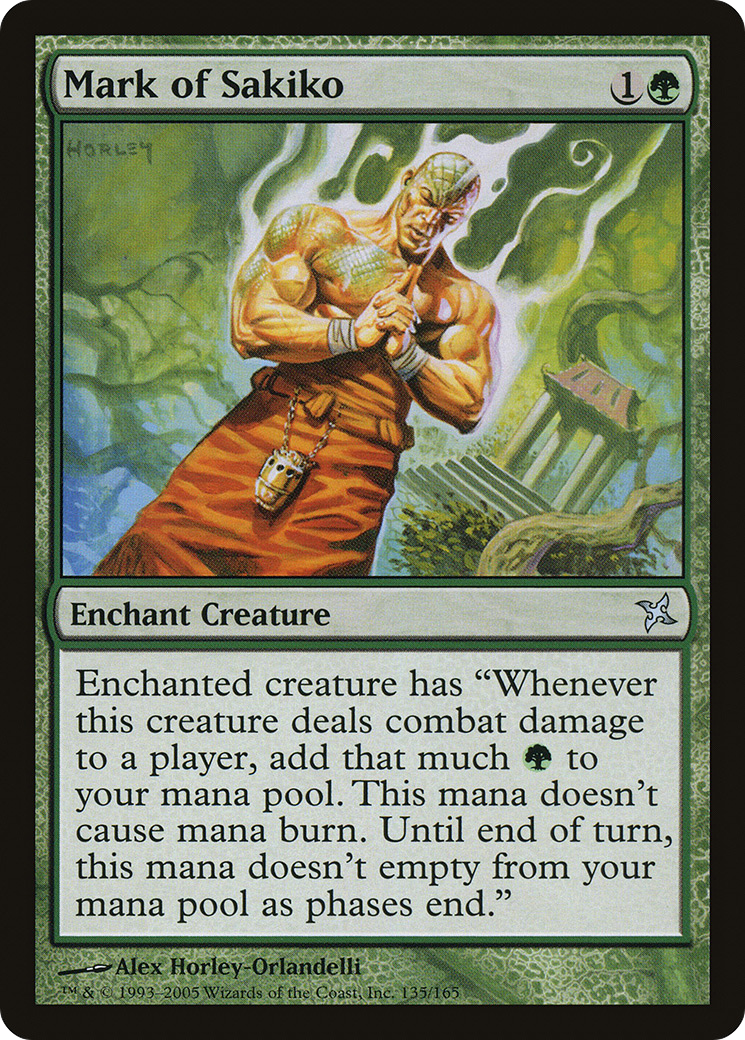 Mark of Sakiko
1
HORLEY
Enchant Creature
Enchanted creature has “Whenever
this creature deals combat damage
to a player, add that much to
your mana pool. This mana doesn’t
cause mana burn. Until end of turn,
this mana doesn’t empty from your
mana pool as phases end.”
Alex Horley-Orlandelli
™ & © 1993–2005 Wizards of the Coast, Inc. 135/165